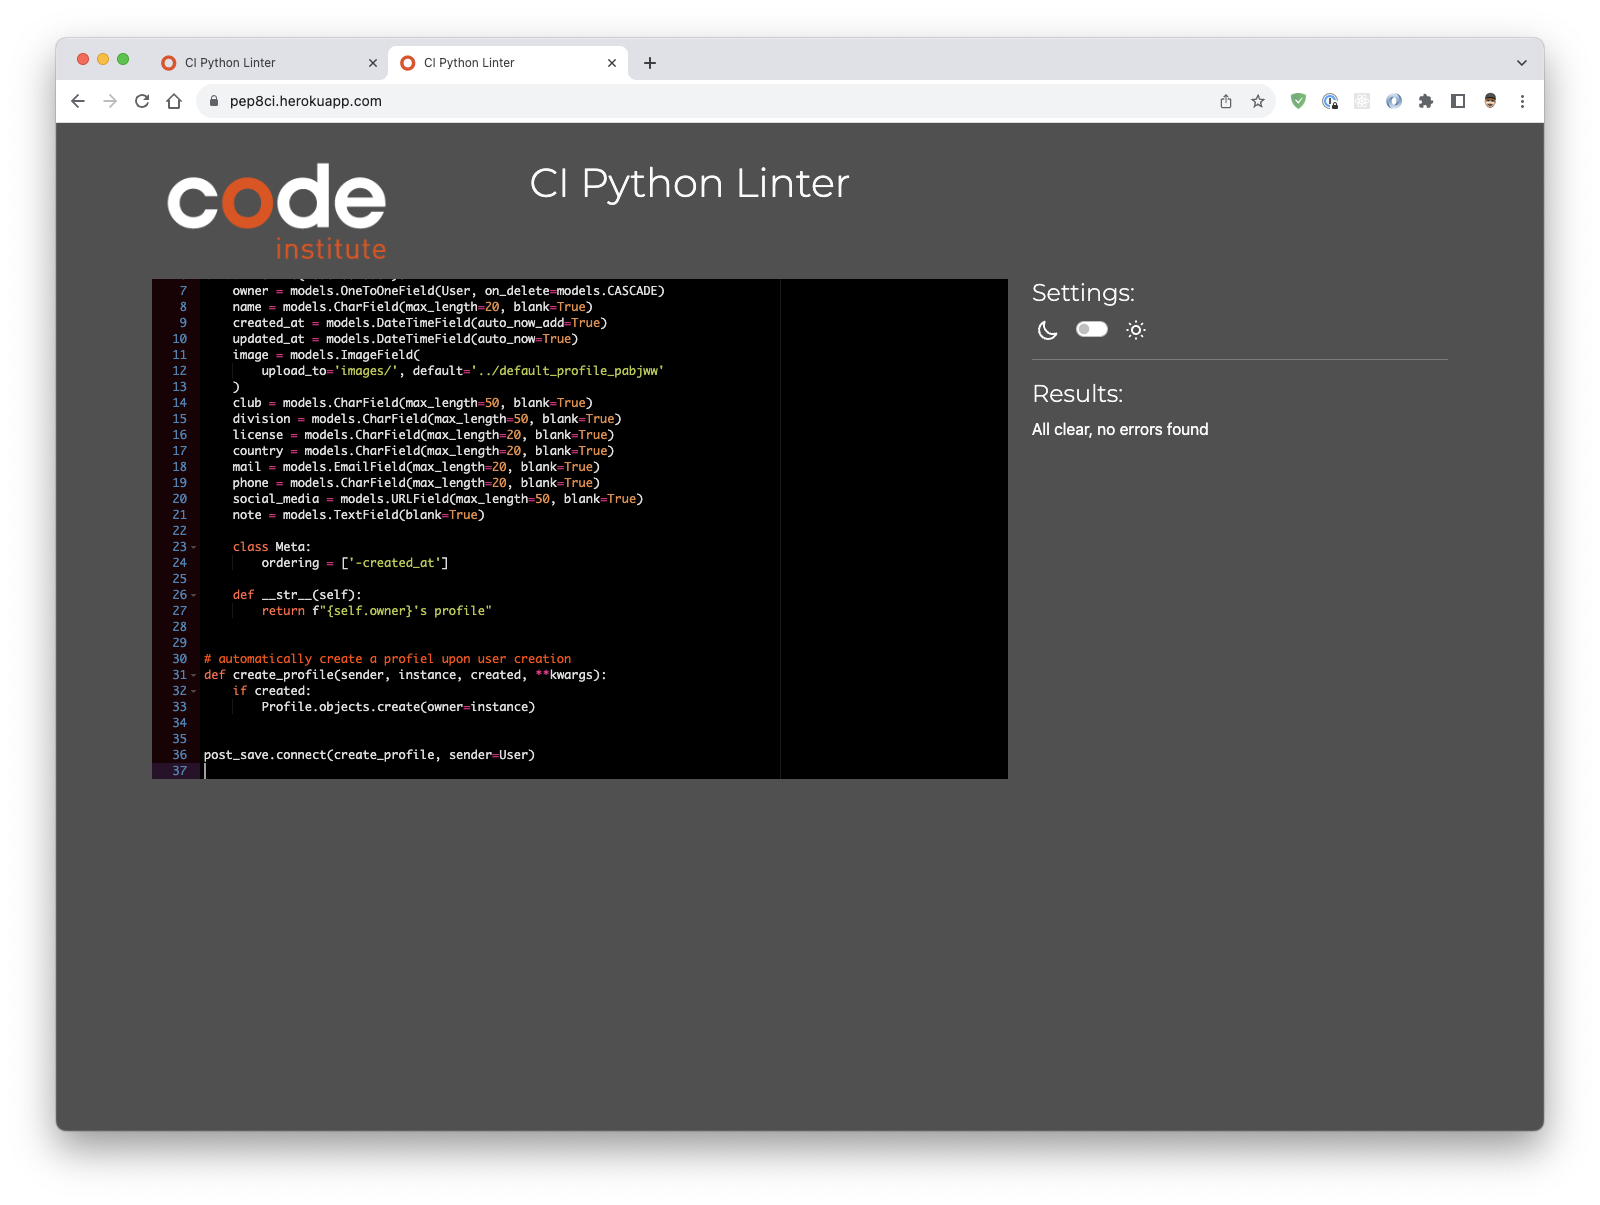 CI Python Linter
CI Python Linter
pep8ci.herokuapp.com
code
institute
CI Python Linter
7 owner = models.OneToOneField(User, on_delete=models.CASCADE)
8 name = models.CharField(max_length=20, blank=True)
9 created_at = models.DateTimeField(auto_now_add=True)
10 updated_at = models.DateTimeField(auto_now=True)
11 image = models.ImageField(
12 upload_to='images/', default='../default_profile_pabjww'
13 )
14 club = models.CharField(max_length=50, blank=True)
15 division = models.CharField(max_length=50, blank=True)
16 license = models.CharField(max_length=20, blank=True)
17 country = models.CharField(max_length=20, blank=True)
18 mail = models.EmailField(max_length=20, blank=True)
19 phone = models.CharField(max_length=20, blank=True)
20 social_media = models.URLField(max_length=50, blank=True)
21 note = models.TextField(blank=True)
22
23 class Meta:
24 ordering = ['-created_at']
25
26 def __str__(self):
27 return f"{self.owner}'s profile"
28
29
30 # automatically create a profiel upon user creation
31 def create_profile(sender, instance, created, **kwargs):
32 if created:
33 Profile.objects.create(owner=instance)
34
35
36 post_save.connect(create_profile, sender=User)
37
Settings:
Results:
All clear, no errors found